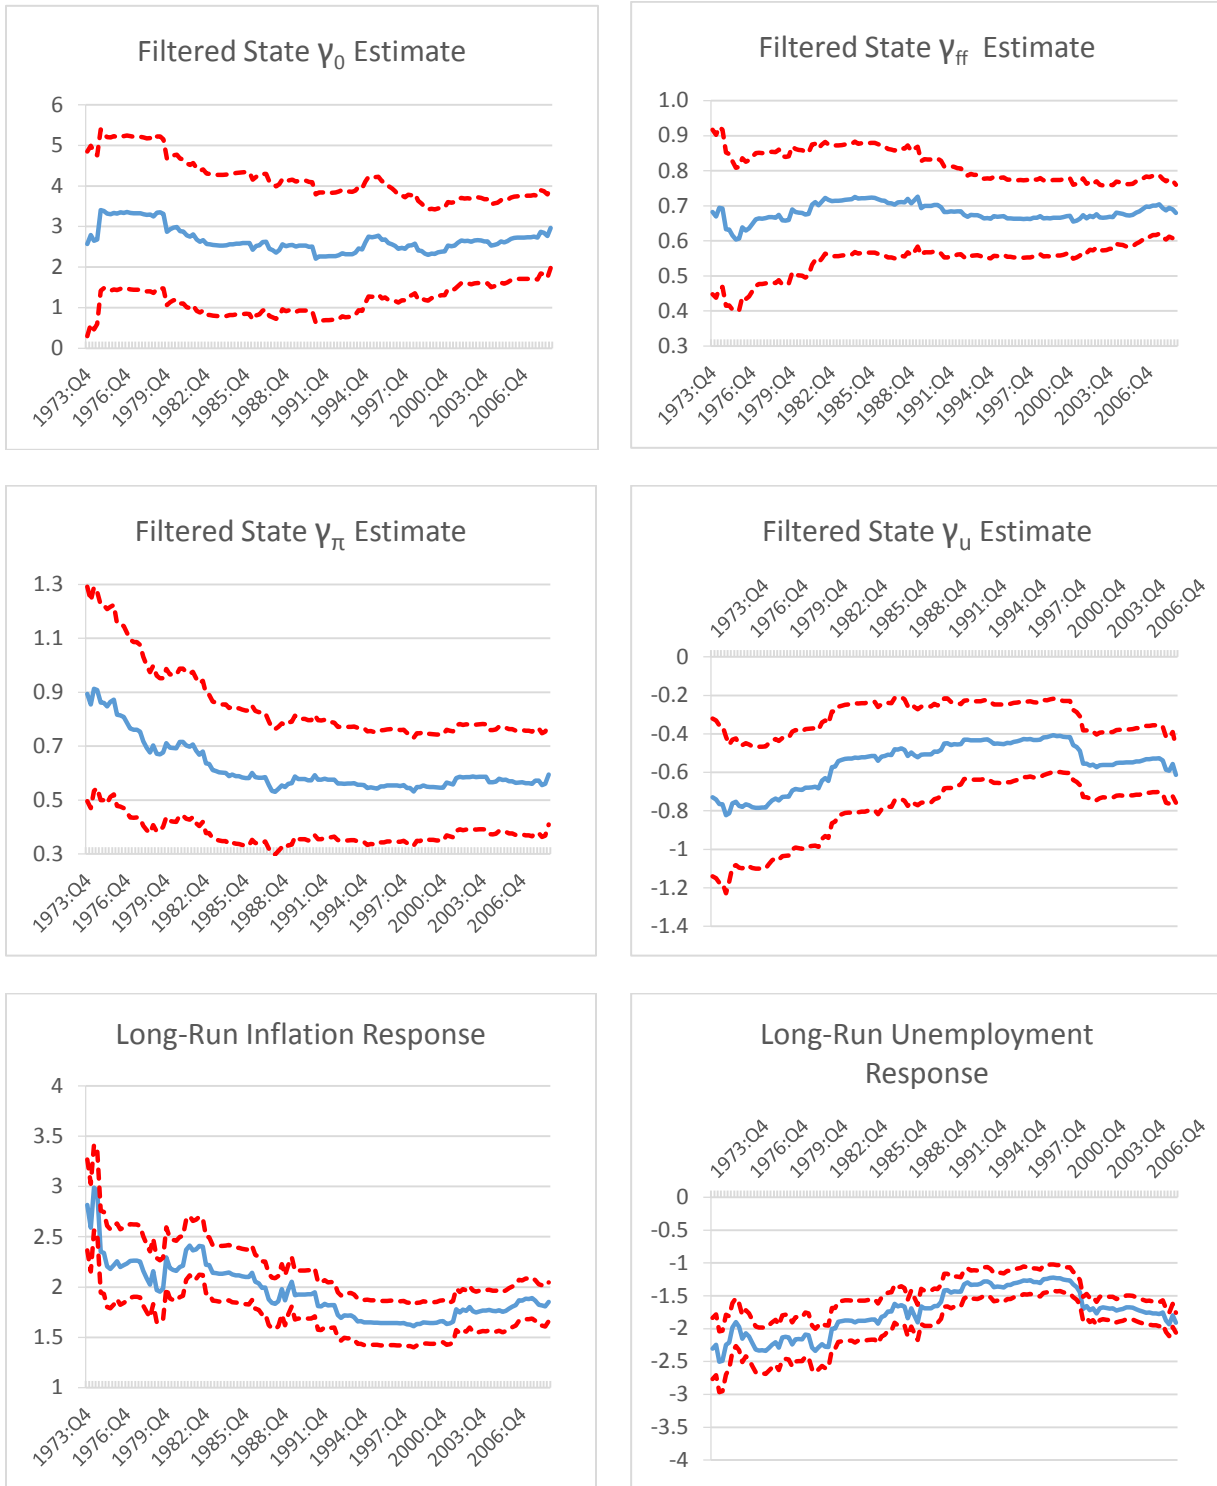 Filtered State γ0 Estimate
6
5
4
3
2
1
0
1973:Q4
1976:Q4
1979:Q4
1982:Q4
1985:Q4
1988:Q4
1991:Q4
1994:Q4
1997:Q4
2000:Q4
2003:Q4
2006:Q4
Filtered State γff Estimate
1.0
0.9
0.8
0.7
0.6
0.5
0.4
0.3
1973:Q4
1976:Q4
1979:Q4
1982:Q4
1985:Q4
1988:Q4
1991:Q4
1994:Q4
1997:Q4
2000:Q4
2003:Q4
2006:Q4
Filtered State γπ Estimate
1.3
1.1
0.9
0.7
0.5
0.3
1973:Q4
1976:Q4
1979:Q4
1982:Q4
1985:Q4
1988:Q4
1991:Q4
1994:Q4
1997:Q4
2000:Q4
2003:Q4
2006:Q4
Filtered State γu Estimate
1973:Q4
1976:Q4
1979:Q4
1982:Q4
1985:Q4
1988:Q4
1991:Q4
1994:Q4
1997:Q4
2000:Q4
2003:Q4
2006:Q4
0
-0.2
-0.4
-0.6
-0.8
-1
-1.2
-1.4
Long-Run Inflation Response
4
3.5
3
2.5
2
1.5
1
1973:Q4
1976:Q4
1979:Q4
1982:Q4
1985:Q4
1988:Q4
1991:Q4
1994:Q4
1997:Q4
2000:Q4
2003:Q4
2006:Q4
Long-Run Unemployment
Response
1973:Q4
1976:Q4
1979:Q4
1982:Q4
1985:Q4
1988:Q4
1991:Q4
1994:Q4
1997:Q4
2000:Q4
2003:Q4
2006:Q4
0
-0.5
-1
-1.5
-2
-2.5
-3
-3.5
-4